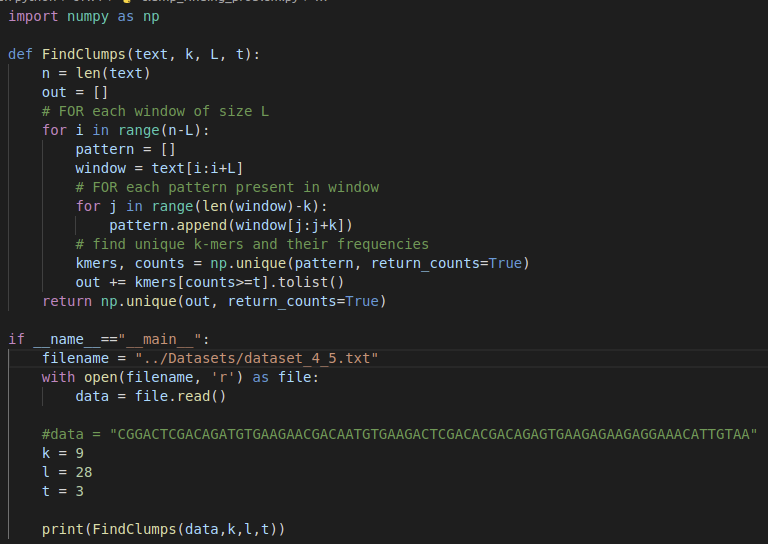 import numpy as np
def FindClumps(text, k, L, t):
    n = len(text)
    out = []
    # FOR each window of size L
    for i in range(n-L):
        pattern = []
        window = text[i:i+L]
        # FOR each pattern present in window
        for j in range(len(window)-k):
            pattern.append(window[j:j+k])
        # find unique k-mers and their frequencies
        kmers, counts = np.unique(pattern, return_counts=True)
        out += kmers[counts>=t].tolist()
    return np.unique(out, return_counts=True)
if __name__=="__main__":
    filename = "../Datasets/dataset_4_5.txt"
    with open(filename, 'r') as file:
        data = file.read()
    #data = "CGGACTCGACAGATGTGAAGAACGACAATGTGAAGACTCGACACGACAGAGTGAAGAGAAGAGGAAACATTGTAA"
    k = 9
    l = 28
    t = 3
    print(FindClumps(data,k,l,t))